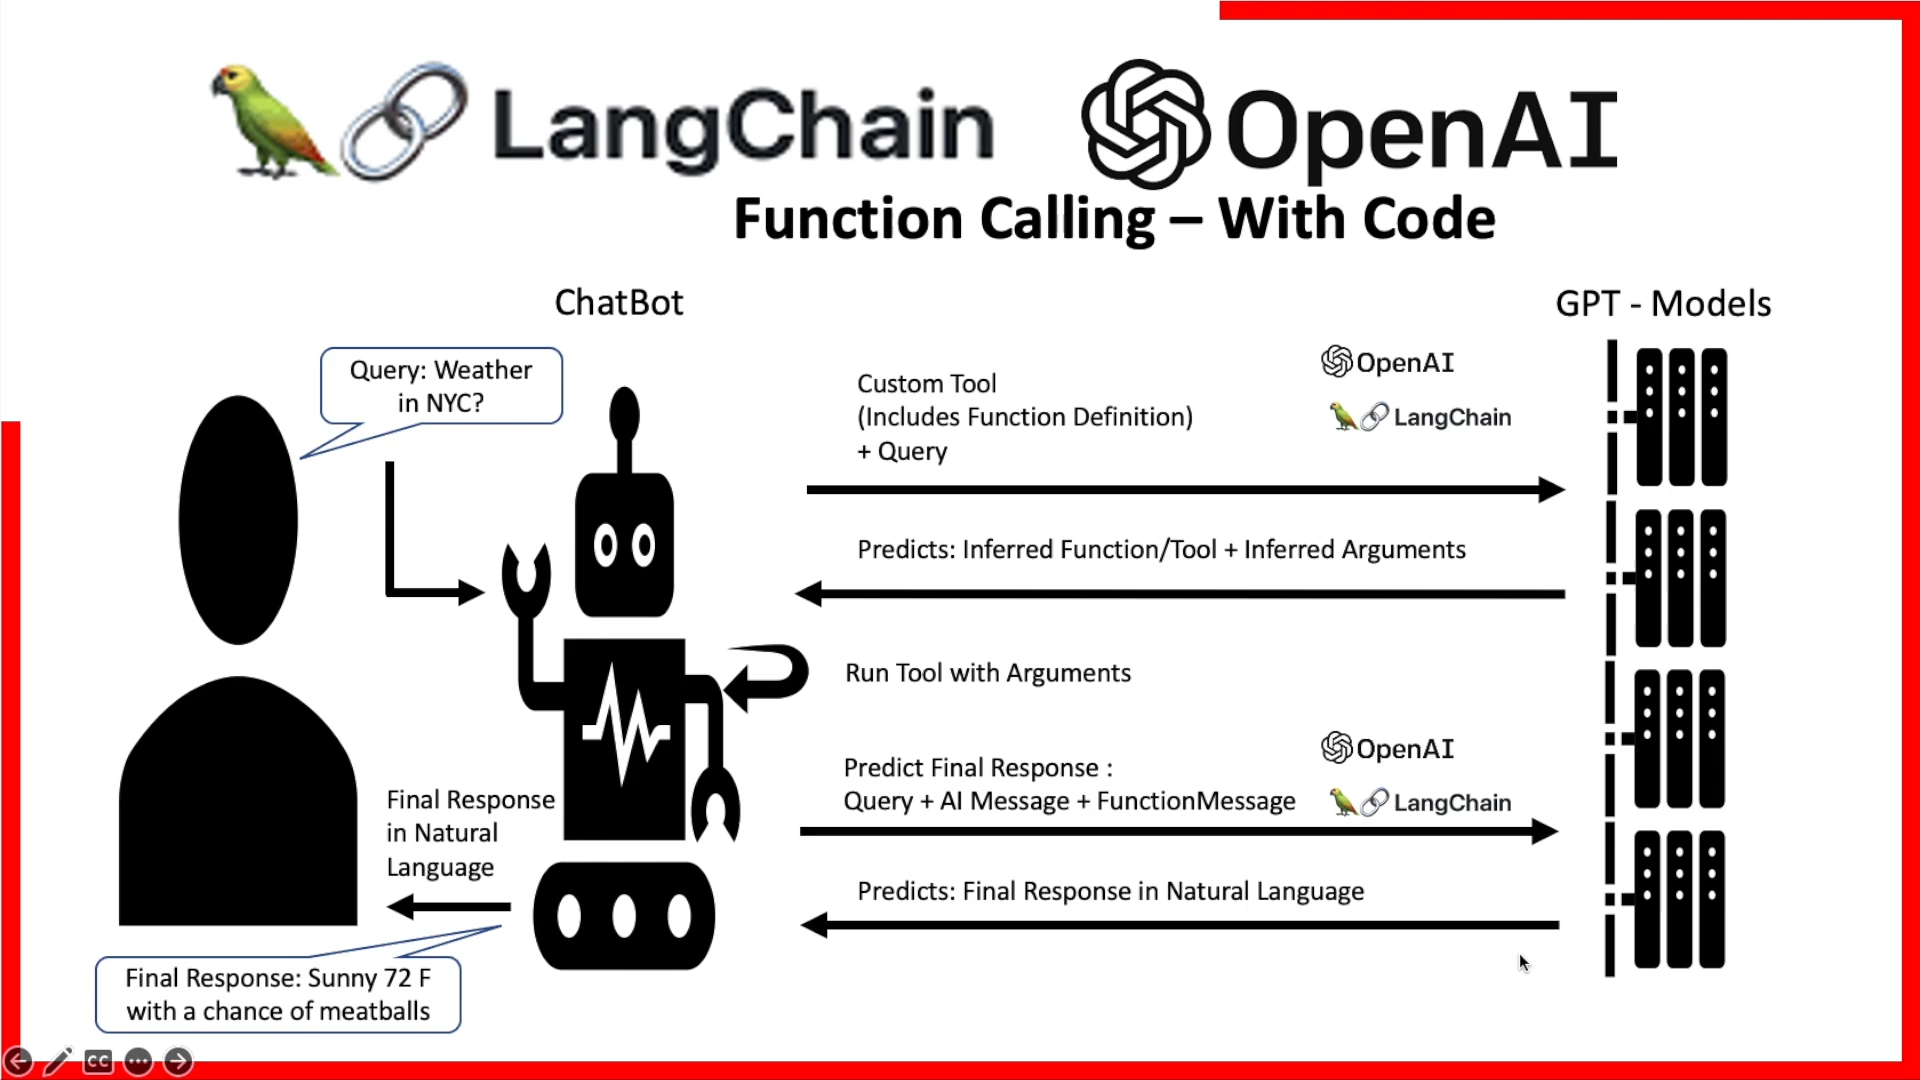 LangChain
OpenAI
Function Calling – With Code
ChatBot
GPT - Models
Query: Weather
in NYC?
Custom Tool
(Includes Function Definition)
+ Query
OpenAI
LangChain
Predicts: Inferred Function/Tool + Inferred Arguments
Run Tool with Arguments
Predict Final Response :
Query + AI Message + FunctionMessage
OpenAI
LangChain
Final Response
in Natural
Language
Predicts: Final Response in Natural Language
Final Response: Sunny 72 F
with a chance of meatballs
CC